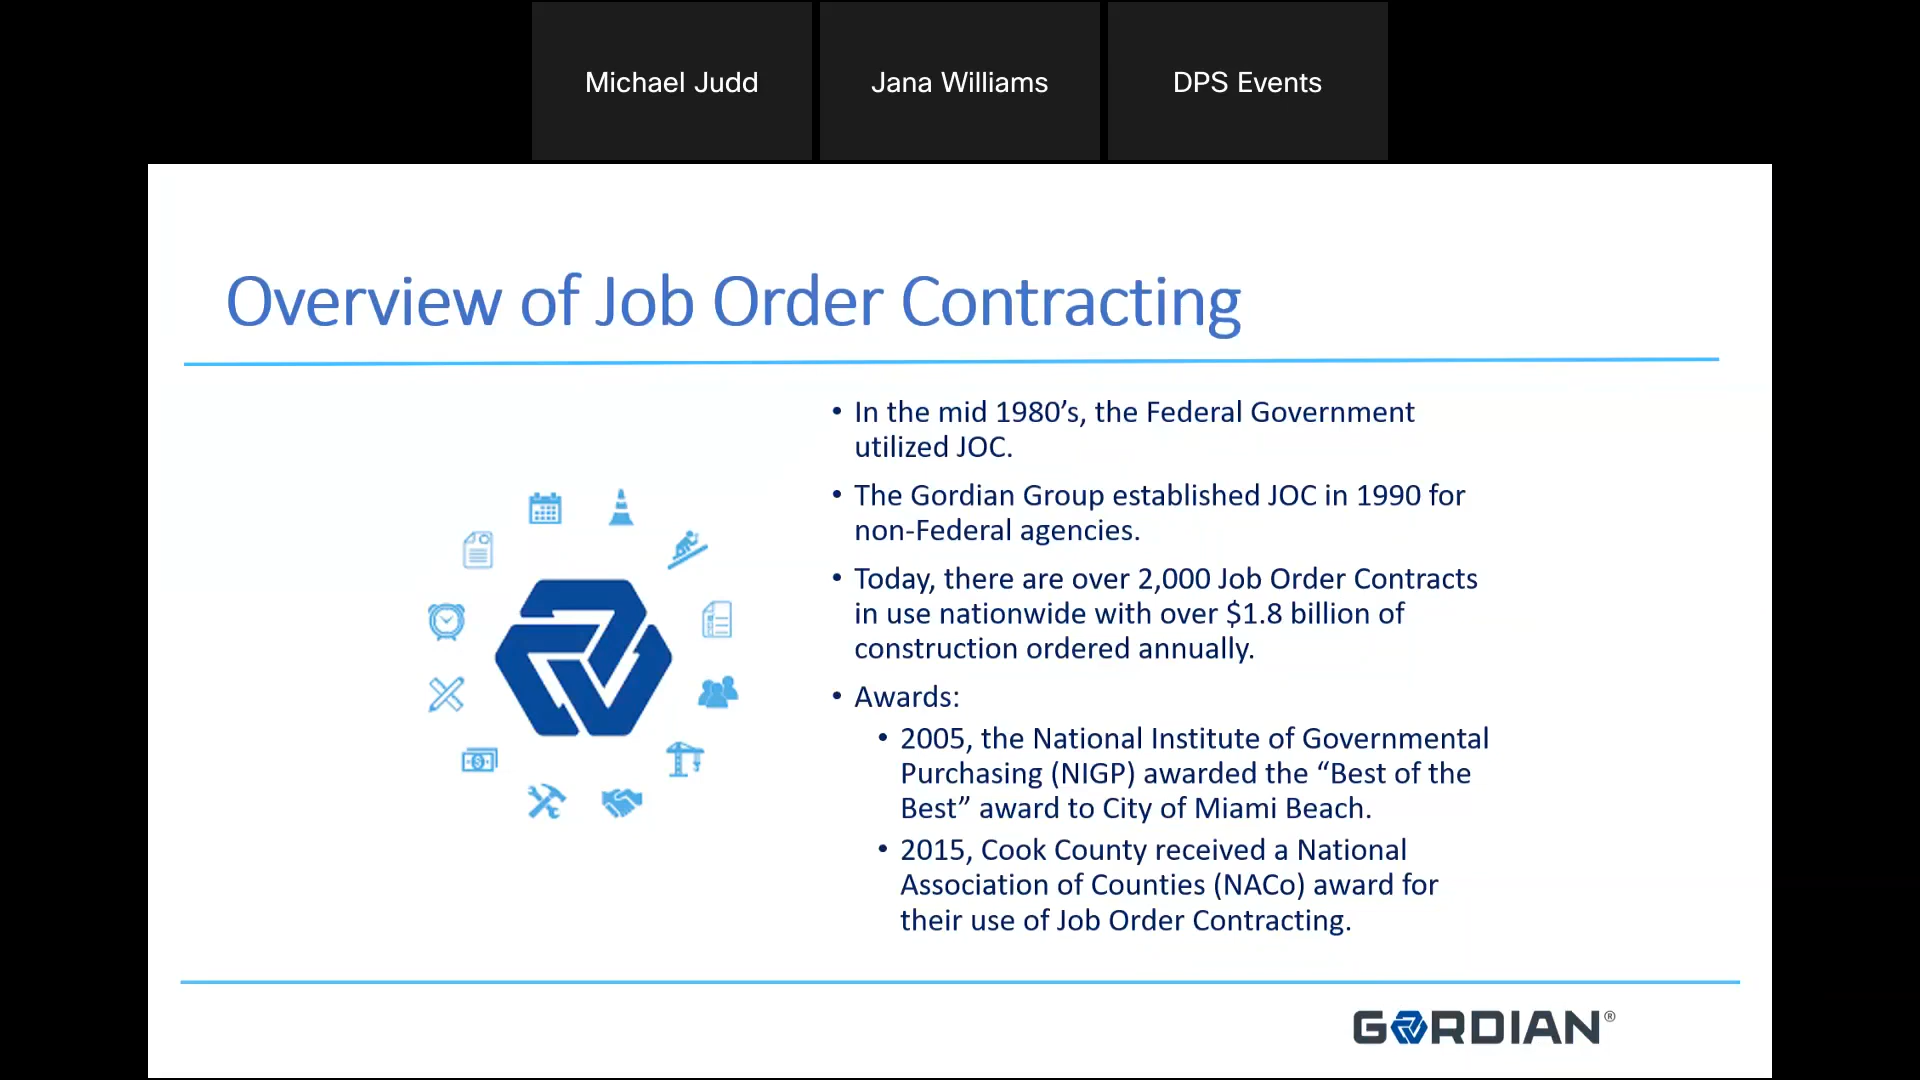 Michael Judd
Jana Williams
DPS Events
Overview of Job Order Contracting
• In the mid 1980’s, the Federal Government
utilized JOC.
• The Gordian Group established JOC in 1990 for
non-Federal agencies.
• Today, there are over 2,000 Job Order Contracts
in use nationwide with over $1.8 billion of
construction ordered annually.
• Awards:
• 2005, the National Institute of Governmental
Purchasing (NIGP) awarded the “Best of the
Best” award to City of Miami Beach.
• 2015, Cook County received a National
Association of Counties (NACo) award for
their use of Job Order Contracting.
GORDIAN®